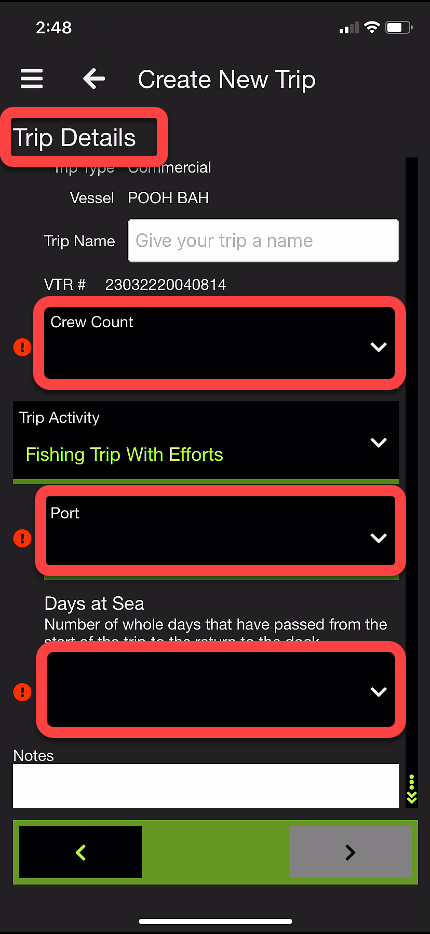 2:48
Create New Trip
Trip Details
Trip Type Commercial
Vessel POOH BAH
Trip Name Give your trip a name
VTR # 23032220040814
Crew Count
Trip Activity
Fishing Trip With Efforts
Port
Days at Sea
Number of whole days that have passed from the
start of the trip to the return to the dock
Notes